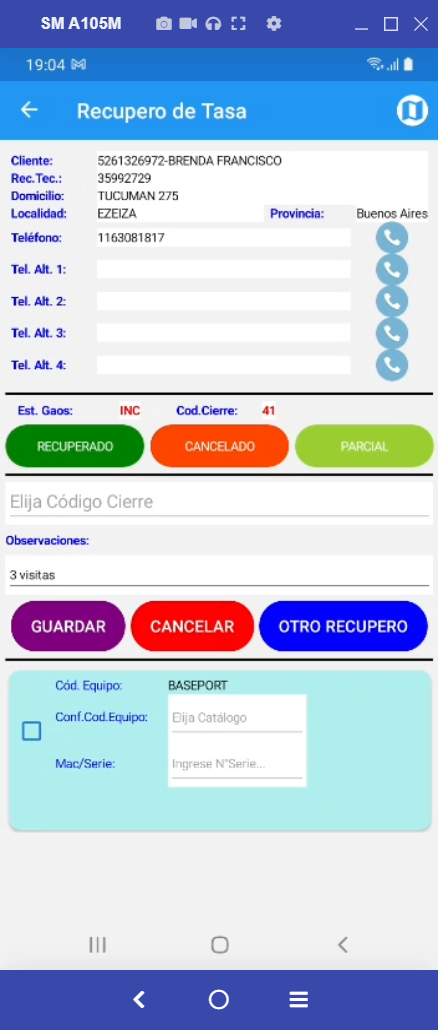 SM A105M
19:04
Recupero de Tasa
Cliente: 5261326972-BRENDA FRANCISCO
Rec.Tec.: 35992729
Domicilio: TUCUMAN 275
Localidad: EZEIZA Provincia: Buenos Aires
Teléfono: 1163081817
Tel. Alt. 1:
Tel. Alt. 2:
Tel. Alt. 3:
Tel. Alt. 4:
Est. Gaos: INC Cod.Cierre: 41
RECUPERADO CANCELADO PARCIAL
Elija Código Cierre
Observaciones:
3 visitas
GUARDAR CANCELAR OTRO RECUPERO
Cód. Equipo: BASEPORT
Conf.Cod.Equipo: Elija Catálogo
Mac/Serie: Ingrese N°Serie...